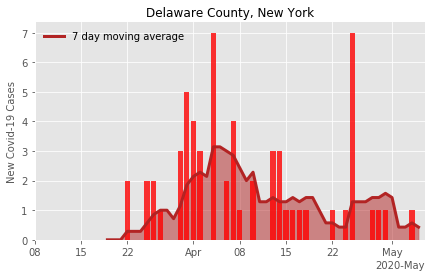 Delaware County, New York
7 day moving average
New Covid-19 Cases
7
6
5
4
3
2
1
0
08 15 22 Apr 08 15 22 May
2020-May